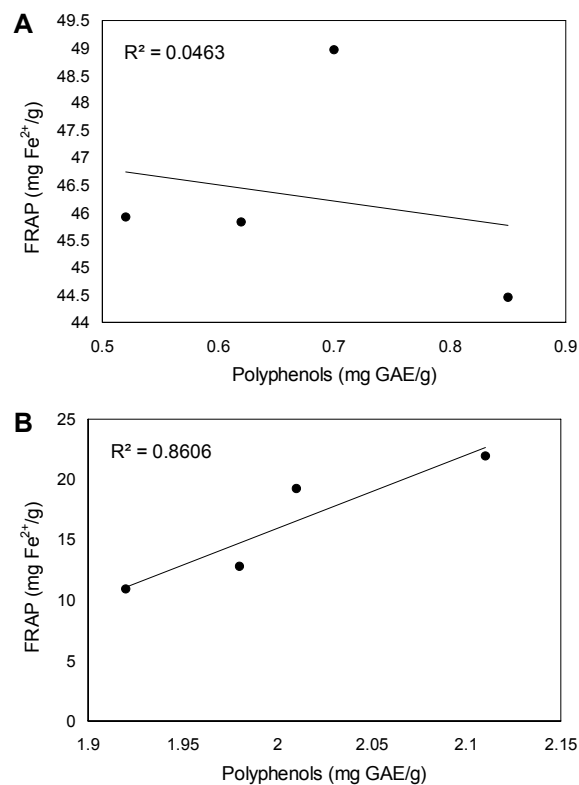 A
R² = 0.0463
49.5
49
48.5
48
47.5
47
46.5
46
45.5
45
44.5
44
FRAP (mg Fe²⁺/g)
0.5 0.6 0.7 0.8 0.9
Polyphenols (mg GAE/g)
B
R² = 0.8606
25
20
15
10
5
0
FRAP (mg Fe²⁺/g)
1.9 1.95 2 2.05 2.1 2.15
Polyphenols (mg GAE/g)